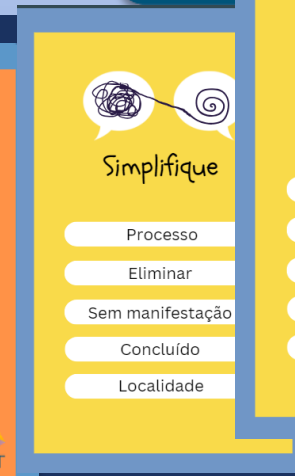 Simplifique
Processo
Eliminar
Sem manifestação
Concluído
Localidade